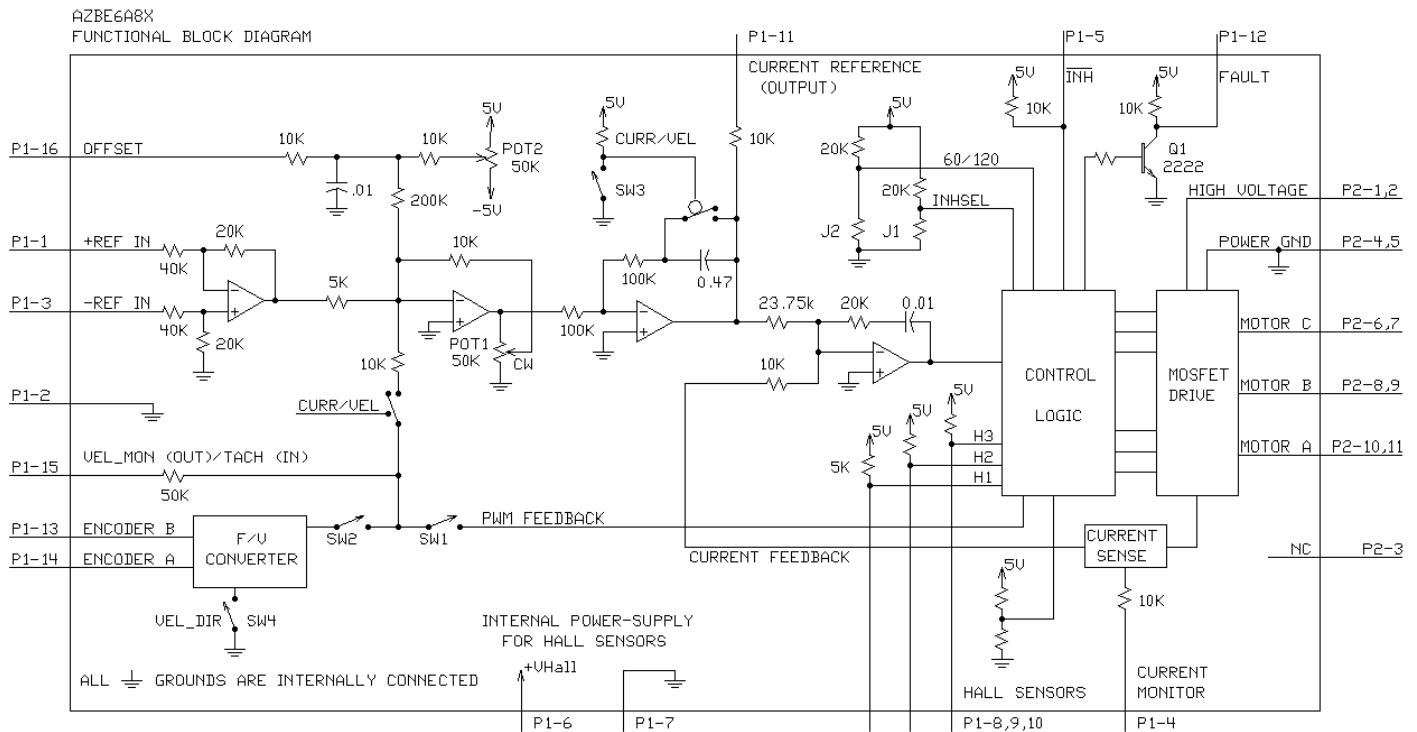 AZBE6A8X
FUNCTIONAL BLOCK DIAGRAM
P1-11
P1-5
P1-12
CURRENT REFERENCE
(OUTPUT)
5V
INH
10K
5V
10K
FAULT
P1-16
OFFSET
10K
.01
10K
5V
POT2
50K
-5V
200K
5V
CURR/VEL
SW3
10K
5V
20K
60/120
20K
INHSEL
J2
J1
Q1
2222
HIGH VOLTAGE
P2-1,2
P1-1
+REF IN
20K
40K
10K
100K
0.47
POWER GND
P2-4,5
P1-3
-REF IN
40K
20K
5K
100K
POT1
50K
CW
23.75k
20K
0.01
10K
CONTROL
LOGIC
MOSFET
DRIVE
MOTOR C
P2-6,7
MOTOR B
P2-8,9
MOTOR A
P2-10,11
P1-2
10K
CURR/VEL
5V
5V
5V
5K
H3
H2
H1
P1-15
VEL_MON (OUT)/TACH (IN)
50K
P1-13
ENCODER B
P1-14
ENCODER A
F/V
CONVERTER
SW2
SW1
PWM FEEDBACK
CURRENT FEEDBACK
CURRENT
SENSE
NC
P2-3
VEL_DIR
SW4
5V
10K
INTERNAL POWER-SUPPLY
FOR HALL SENSORS
+VHall
ALL GROUNDS ARE INTERNALLY CONNECTED
HALL SENSORS
CURRENT
MONITOR
P1-6
P1-7
P1-8,9,10
P1-4